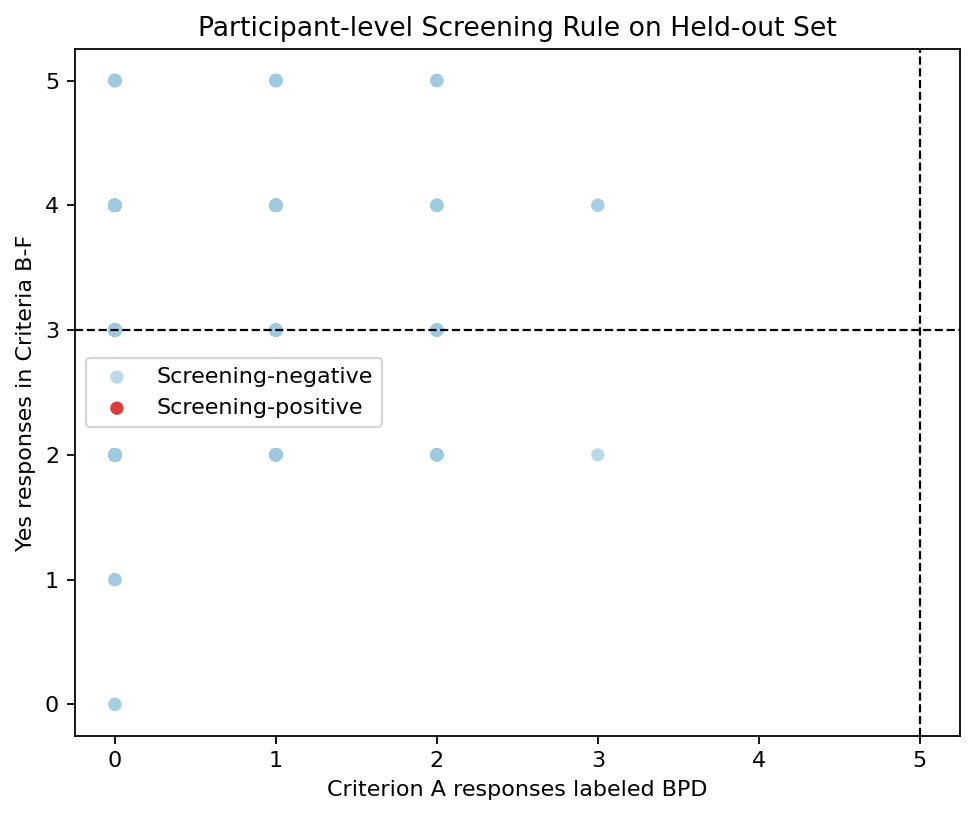 Participant-level Screening Rule on Held-out Set
Yes responses in Criteria B-F
5
4
3
2
1
0
Screening-negative
Screening-positive
0 1 2 3 4 5
Criterion A responses labeled BPD